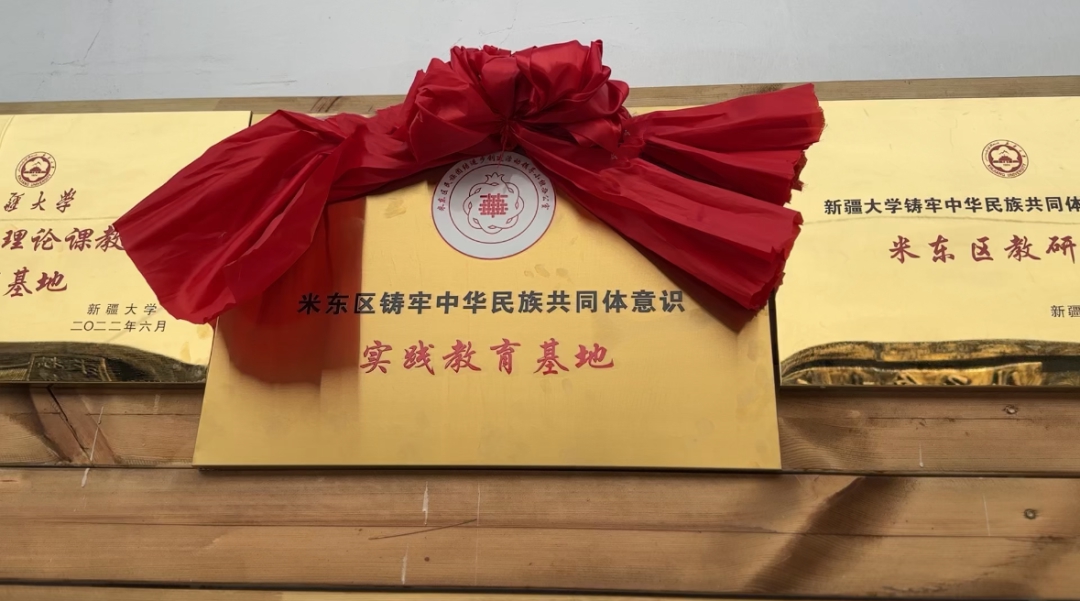 大学
理论课教
基地
新疆大学
二〇二二年六月
華
米东区铸牢中华民族共同体意识
实践教育基地
新疆大学铸牢中华民族共同体
米东区教研
新疆